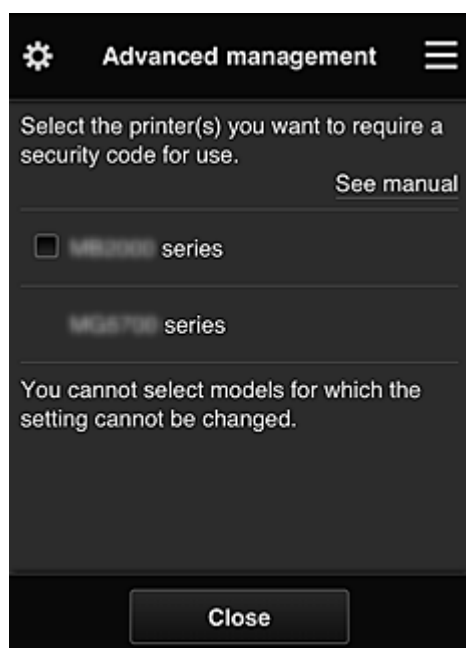 Advanced management
Select the printer(s) you want to require a
security code for use.
See manual
series
series
You cannot select models for which the
setting cannot be changed.
Close